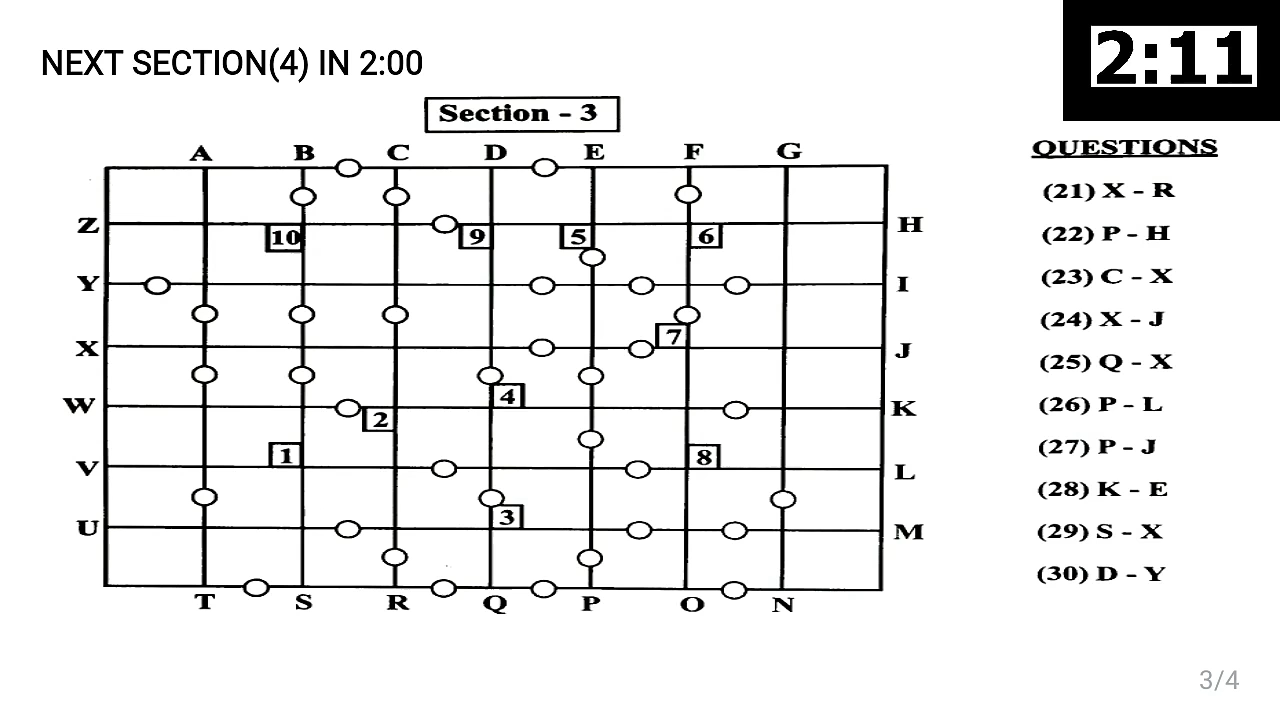 2:11
NEXT SECTION(4) IN 2:00
Section - 3
A B C D E F G
Z H
10 9 5 6
Y I
7
X J
4
W K
2
1 8
V L
3
U M
T S R Q P O N
QUESTIONS
(21) X - R
(22) P - H
(23) C - X
(24) X - J
(25) Q - X
(26) P - L
(27) P - J
(28) K - E
(29) S - X
(30) D - Y
3/4